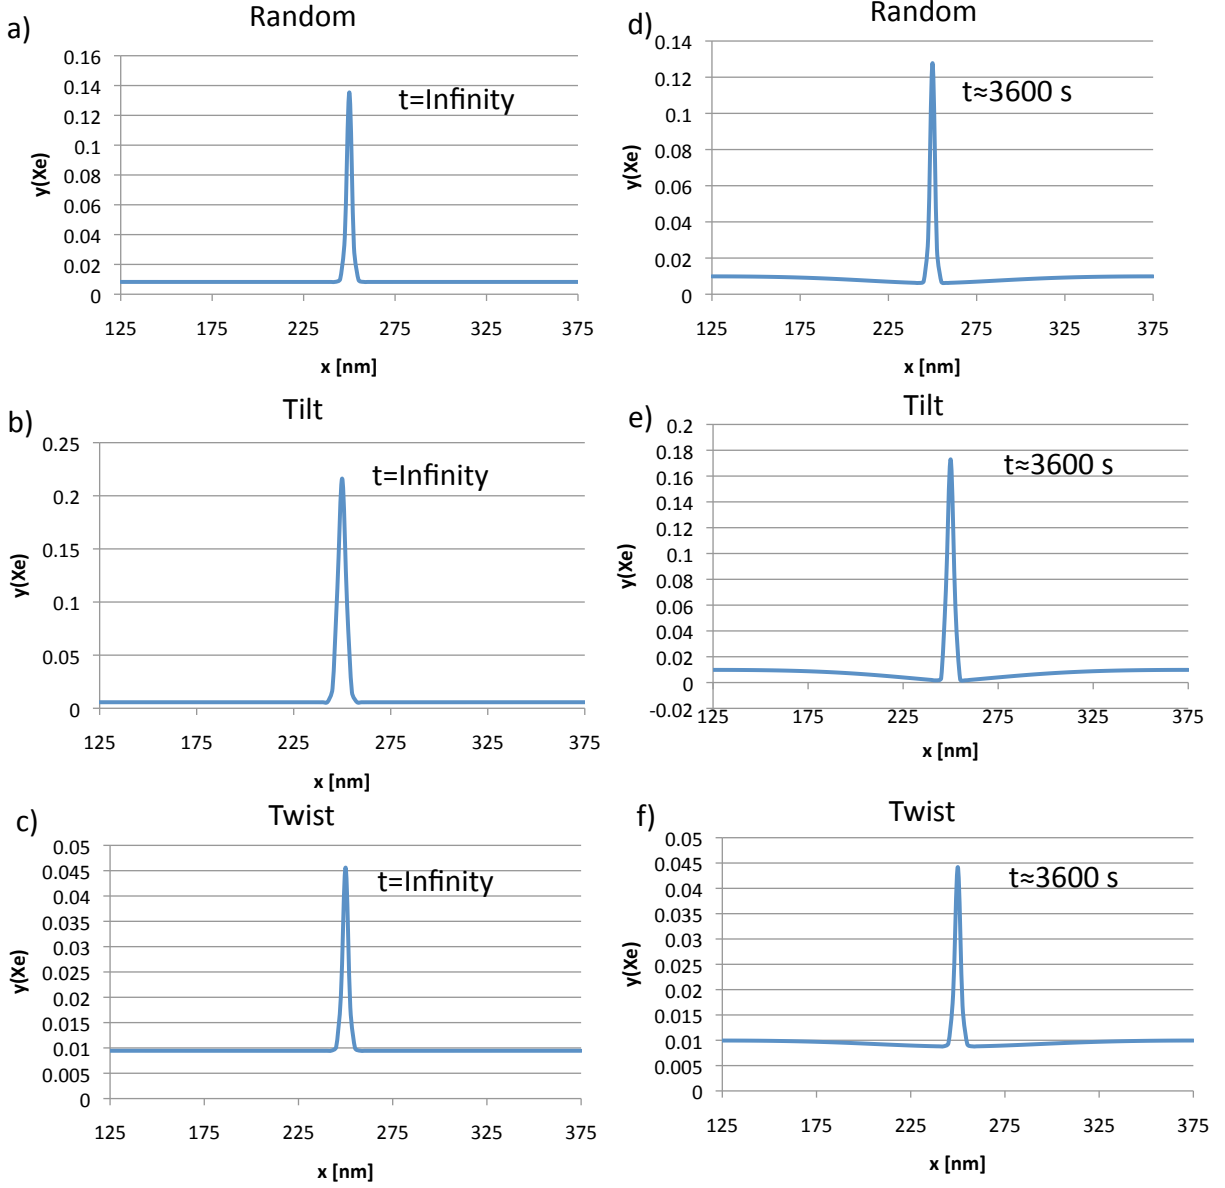 a)
Random
0.16
0.14
0.12
0.1
0.08
0.06
0.04
0.02
0
y(Xe)
t=Infinity
125 175 225 275 325 375
x [nm]
d)
Random
0.14
0.12
0.1
0.08
0.06
0.04
0.02
0
y(Xe)
t≈3600 s
125 175 225 275 325 375
x [nm]
b)
Tilt
0.25
0.2
0.15
0.1
0.05
0
y(Xe)
t=Infinity
125 175 225 275 325 375
x [nm]
e)
Tilt
0.2
0.18
0.16
0.14
0.12
0.1
0.08
0.06
0.04
0.02
0
-0.02
y(Xe)
t≈3600 s
125 175 225 275 325 375
x [nm]
c)
Twist
0.05
0.045
0.04
0.035
0.03
0.025
0.02
0.015
0.01
0.005
0
y(Xe)
t=Infinity
125 175 225 275 325 375
x [nm]
f)
Twist
0.05
0.045
0.04
0.035
0.03
0.025
0.02
0.015
0.01
0.005
0
y(Xe)
t≈3600 s
125 175 225 275 325 375
x [nm]